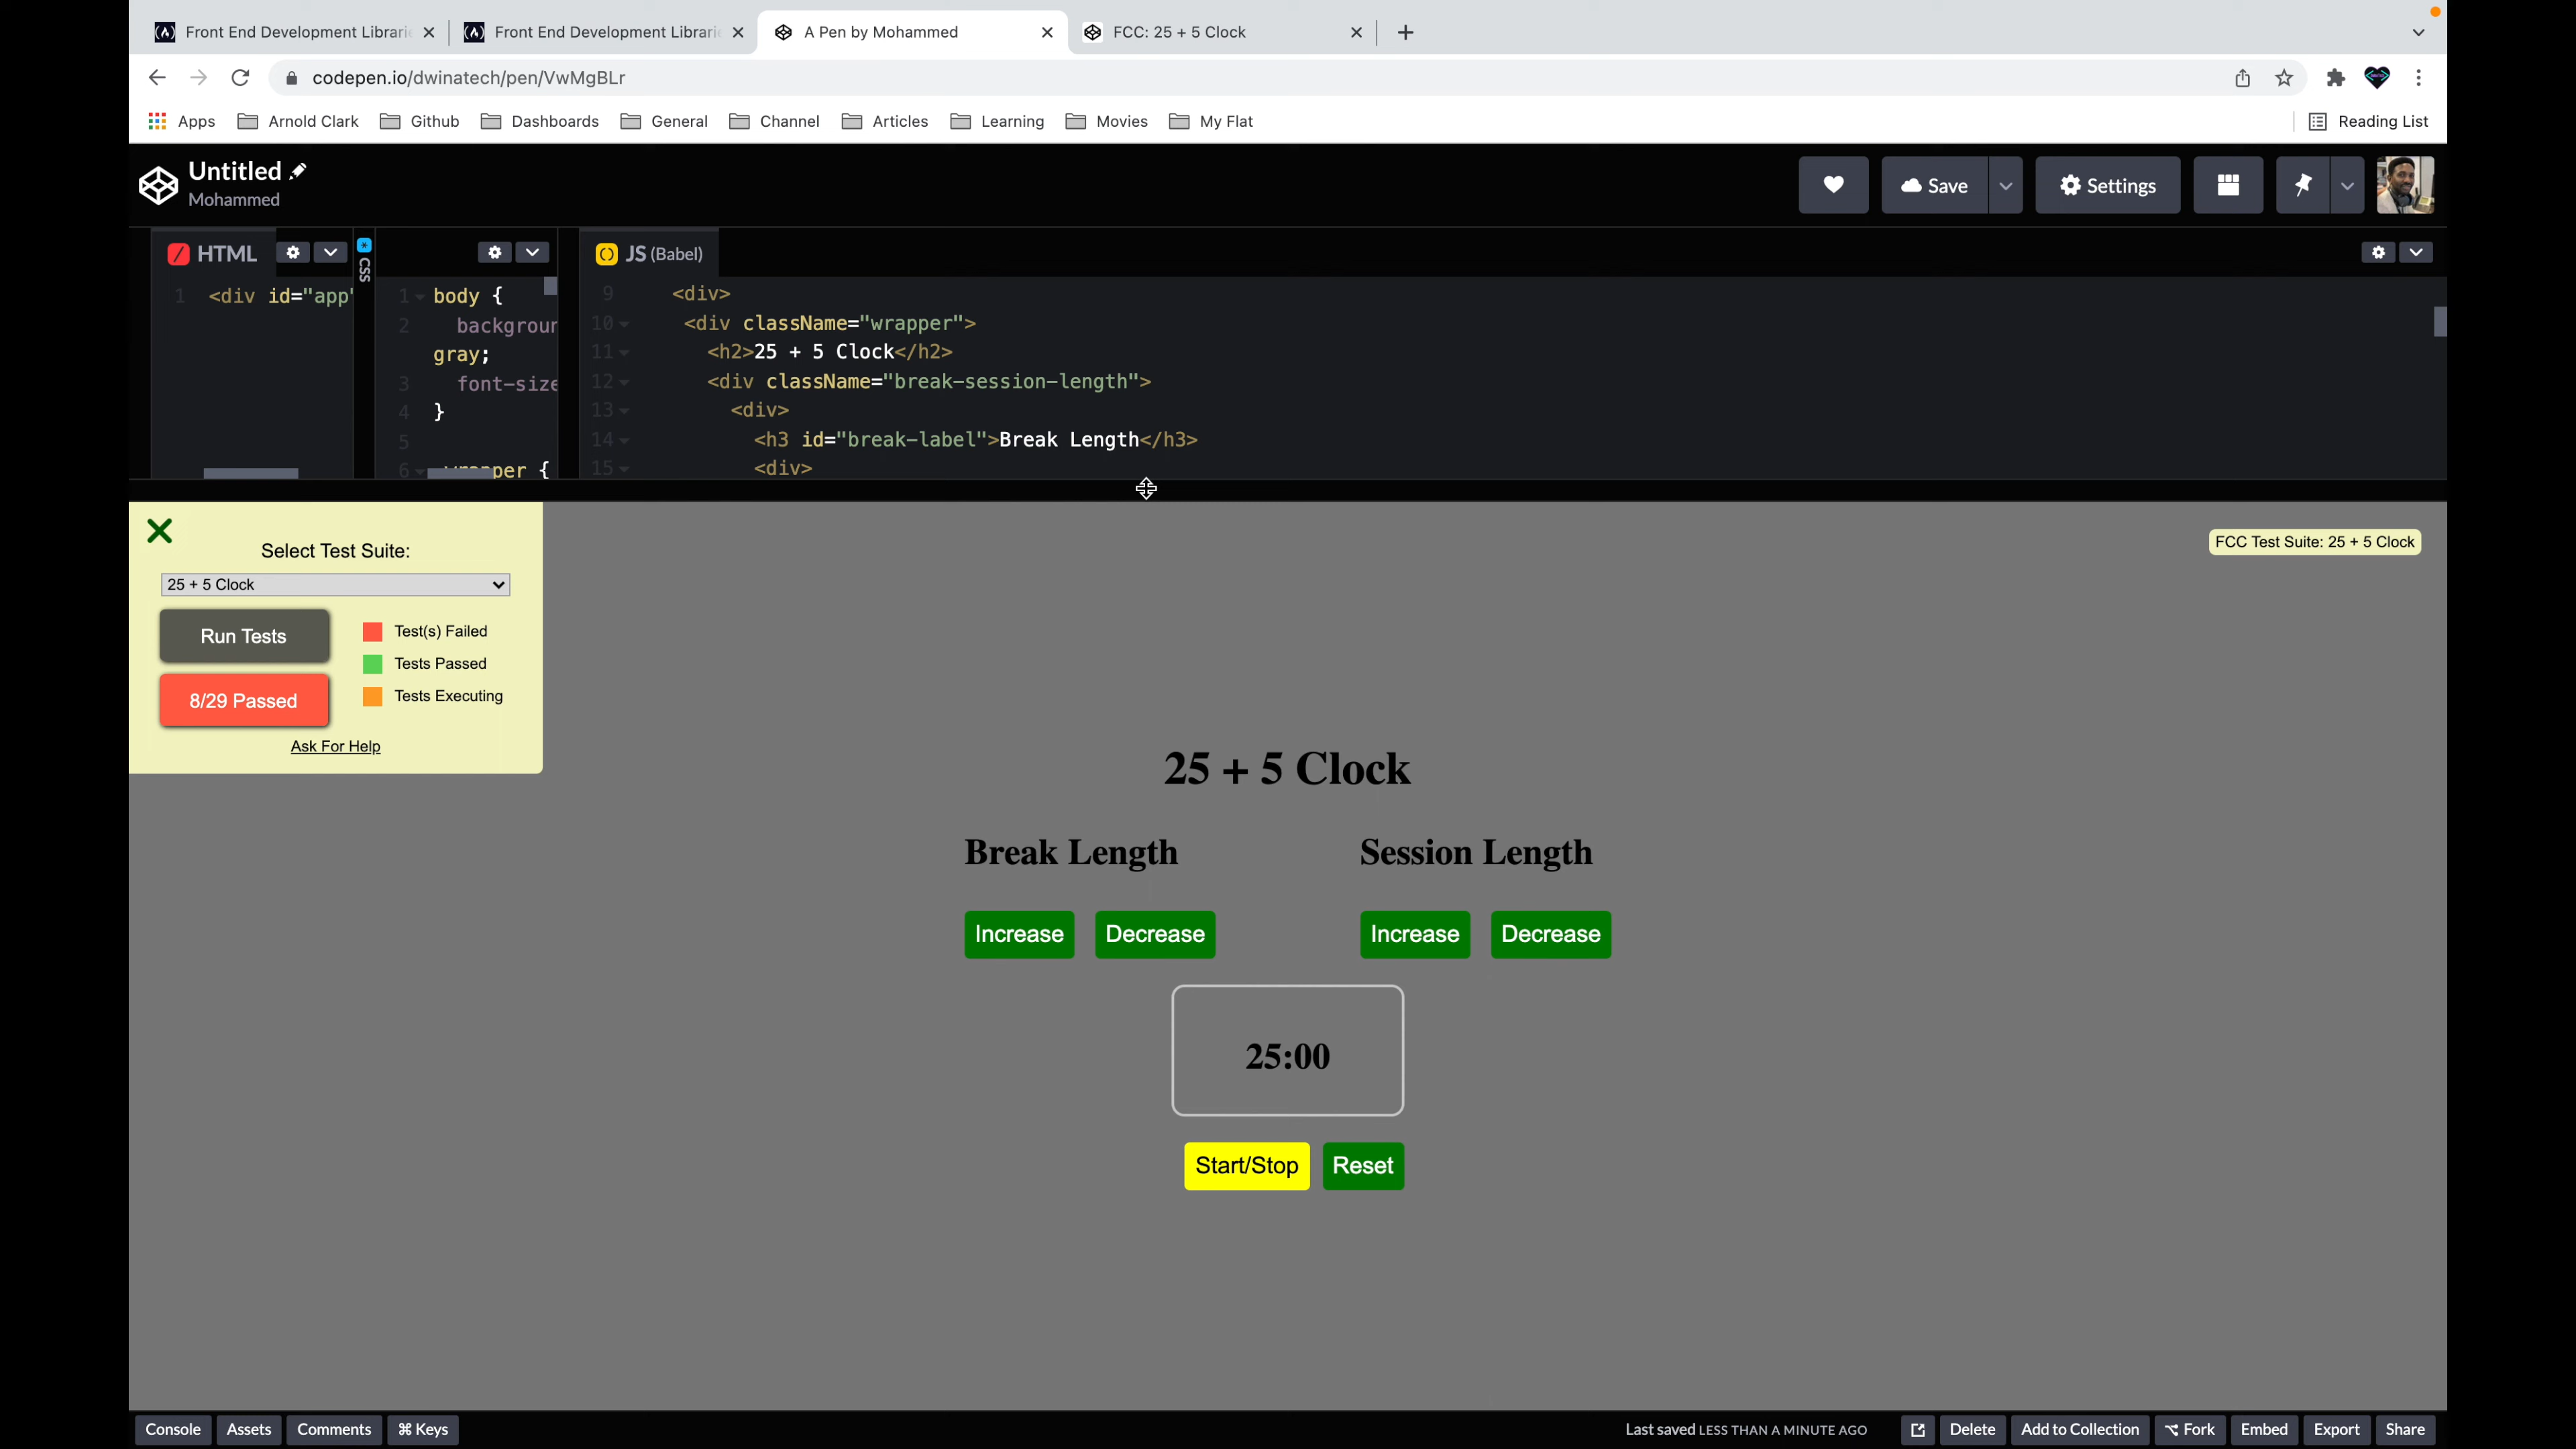 Front End Development Librari
Front End Development Librari
A Pen by Mohammed
FCC: 25 + 5 Clock
codepen.io/dwinatech/pen/VwMgBLr
Apps
Arnold Clark
Github
Dashboards
General
Channel
Articles
Learning
Movies
My Flat
Reading List
Untitled
Mohammed
Save
Settings
HTML
CSS
JS (Babel)
1 <div id="app"
1 body {
2 backgroun
gray;
3 font-size
4 }
5
6 wrapper {
9 <div>
10 <div className="wrapper">
11 <h2>25 + 5 Clock</h2>
12 <div className="break-session-length">
13 <div>
14 <h3 id="break-label">Break Length</h3>
15 <div>
Select Test Suite:
25 + 5 Clock
Run Tests
8/29 Passed
Test(s) Failed
Tests Passed
Tests Executing
Ask For Help
FCC Test Suite: 25 + 5 Clock
25 + 5 Clock
Break Length
Session Length
Increase
Decrease
Increase
Decrease
25:00
Start/Stop
Reset
Console
Assets
Comments
⌘ Keys
Last saved LESS THAN A MINUTE AGO
Delete
Add to Collection
⌥ Fork
Embed
Export
Share